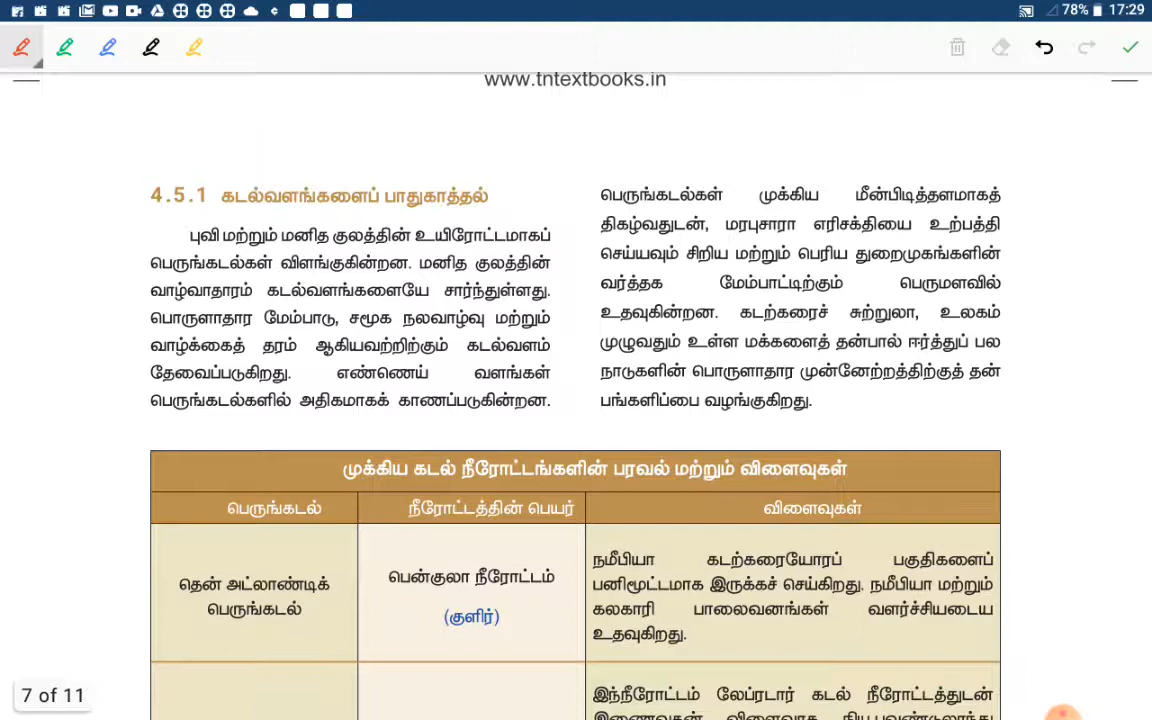 78% 17:29
www.tntextbooks.in
4.5.1 கடல்வளங்களைப் பாதுகாத்தல்
புவி மற்றும் மனித குலத்தின் உயிரோட்டமாகப்
பெருங்கடல்கள் விளங்குகின்றன. மனித குலத்தின்
வாழ்வாதாரம் கடல்வளங்களையே சார்ந்துள்ளது.
பொருளாதார மேம்பாடு, சமூக நலவாழ்வு மற்றும்
வாழ்க்கைத் தரம் ஆகியவற்றிற்கும் கடல்வளம்
தேவைப்படுகிறது. எண்ணெய் வளங்கள்
பெருங்கடல்களில் அதிகமாகக் காணப்படுகின்றன.
பெருங்கடல்கள் முக்கிய மீன்பிடித்தளமாகத்
திகழ்வதுடன், மரபுசாரா எரிசக்தியை உற்பத்தி
செய்யவும் சிறிய மற்றும் பெரிய துறைமுகங்களின்
வர்த்தக மேம்பாட்டிற்கும் பெருமளவில்
உதவுகின்றன. கடற்கரைச் சுற்றுலா, உலகம்
முழுவதும் உள்ள மக்களைத் தன்பால் ஈர்த்துப் பல
நாடுகளின் பொருளாதார முன்னேற்றத்திற்குத் தன்
பங்களிப்பை வழங்குகிறது.
முக்கிய கடல் நீரோட்டங்களின் பரவல் மற்றும் விளைவுகள்
பெருங்கடல் நீரோட்டத்தின் பெயர் விளைவுகள்
தென் அட்லாண்டிக்
பெருங்கடல்
பென்குலா நீரோட்டம்
(குளிர்)
நமீபியா கடற்கரையோரப் பகுதிகளைப்
பனிமூட்டமாக இருக்கச் செய்கிறது. நமீபியா மற்றும்
கலகாரி பாலைவனங்கள் வளர்ச்சியடைய
உதவுகிறது.
இந்நீரோட்டம் லேப்ரடார் கடல் நீரோட்டத்துடன்
7 of 11